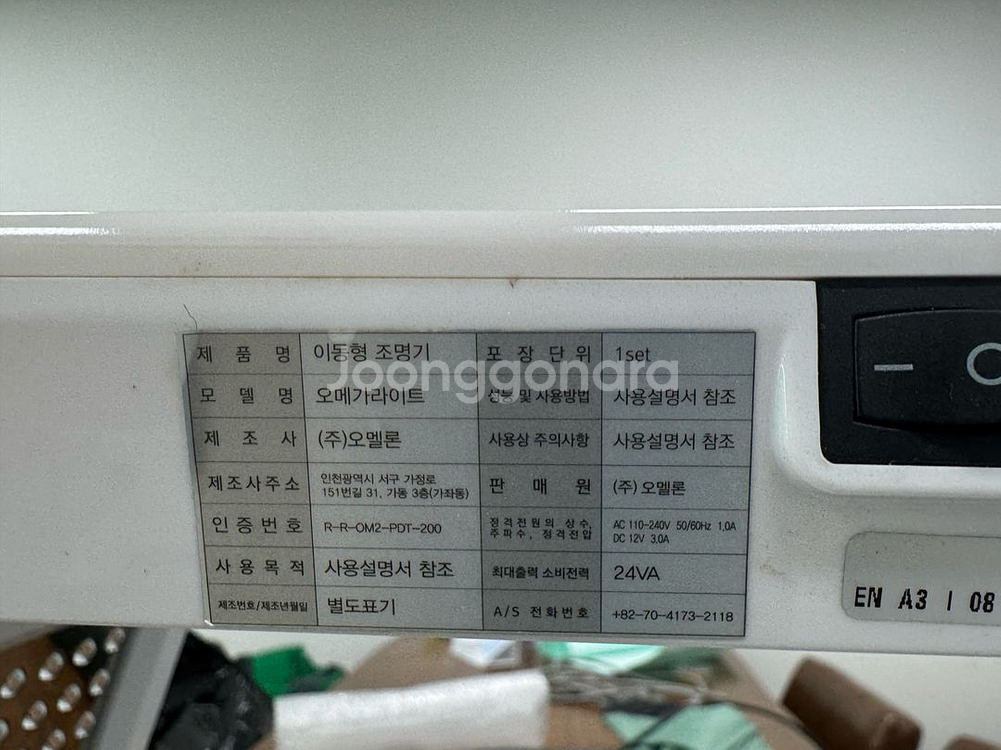 제품명 이동형 조명기 포장단위 1set
Joonggonara
모델명 오메가라이트 성능 및 사용방법 사용설명서 참조
제조사 (주)오멜론 사용상 주의사항 사용설명서 참조
제조사주소 인천광역시 서구 가정로
151번길 31, 가동 3층(가좌동)
판매원 (주)오멜론
인증번호 R-R-OM2-PDT-200
정격전원의 상수,
주파수, 정격전압
AC 110-240V 50/60Hz 1.0A
DC 12V 3.0A
사용목적 사용설명서 참조 최대출력 소비전력 24VA
제조번호/제조년월일 별도표기 A/S 전화번호 +82-70-4173-2118
EN A3 I 08